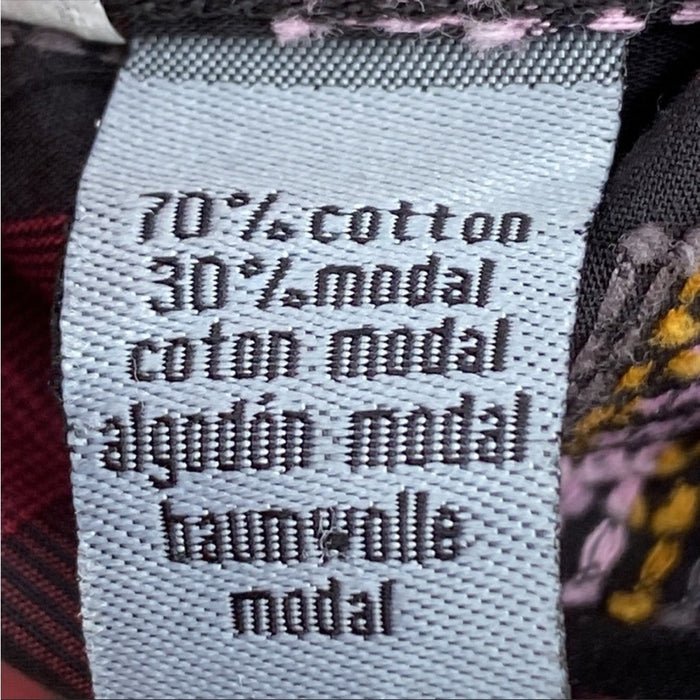 70% cotton
30% modal
coton modal
algodón modal
baumwolle
modal